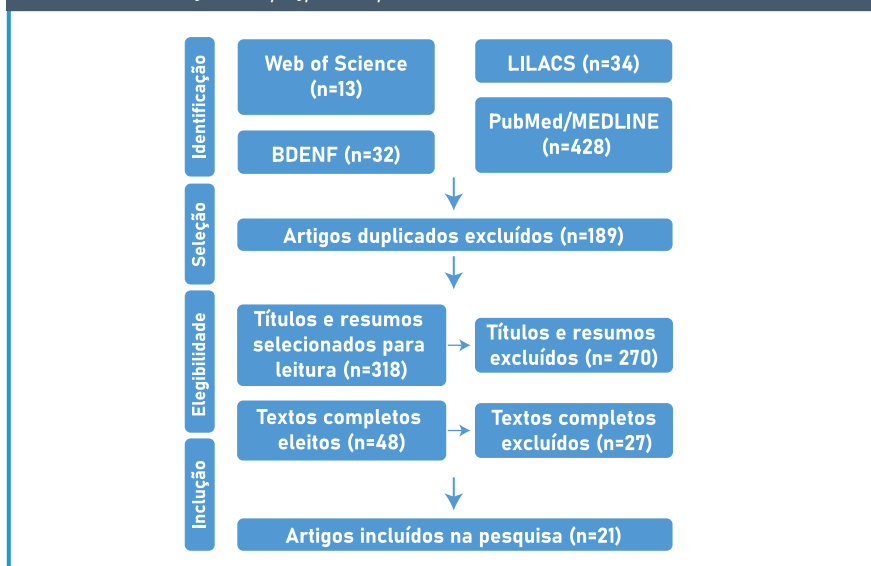 Identificação
Web of Science
(n=13)
LILACS (n=34)
BDENF (n=32)
PubMed/MEDLINE
(n=428)
Seleção
Artigos duplicados excluídos (n=189)
Elegibilidade
Títulos e resumos
selecionados para
leitura (n=318)
Títulos e resumos
excluídos (n= 270)
Textos completos
eleitos (n=48)
Textos completos
excluídos (n=27)
Inclução
Artigos incluídos na pesquisa (n=21)